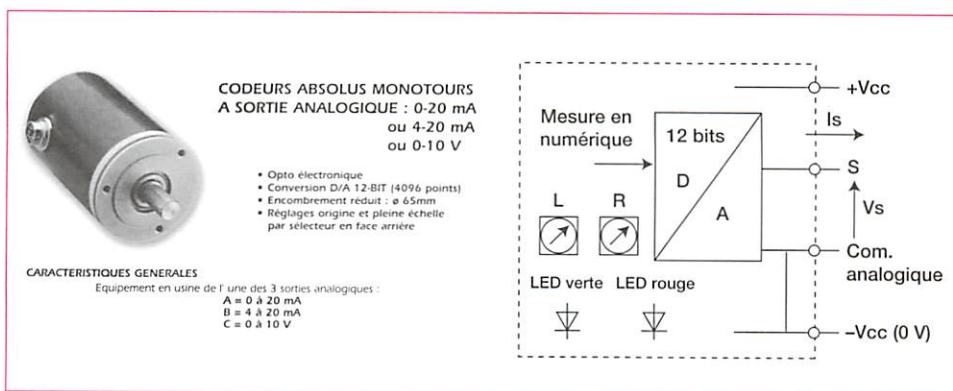 CODEURS ABSOLUS MONOTOURS
A SORTIE ANALOGIQUE : 0-20 mA
ou 4-20 mA
ou 0-10 V
• Opto électronique
• Conversion D/A 12-BIT (4096 points)
• Encombrement réduit : ø 65mm
• Réglages origine et pleine échelle
par sélecteur en face arrière
CARACTERISTIQUES GENERALES
Equipement en usine de l' une des 3 sorties analogiques :
A = 0 à 20 mA
B = 4 à 20 mA
C = 0 à 10 V
+Vcc
Is
Mesure en
numérique
12 bits
D
A
S
Vs
L
R
Com.
analogique
LED verte
LED rouge
–Vcc (0 V)